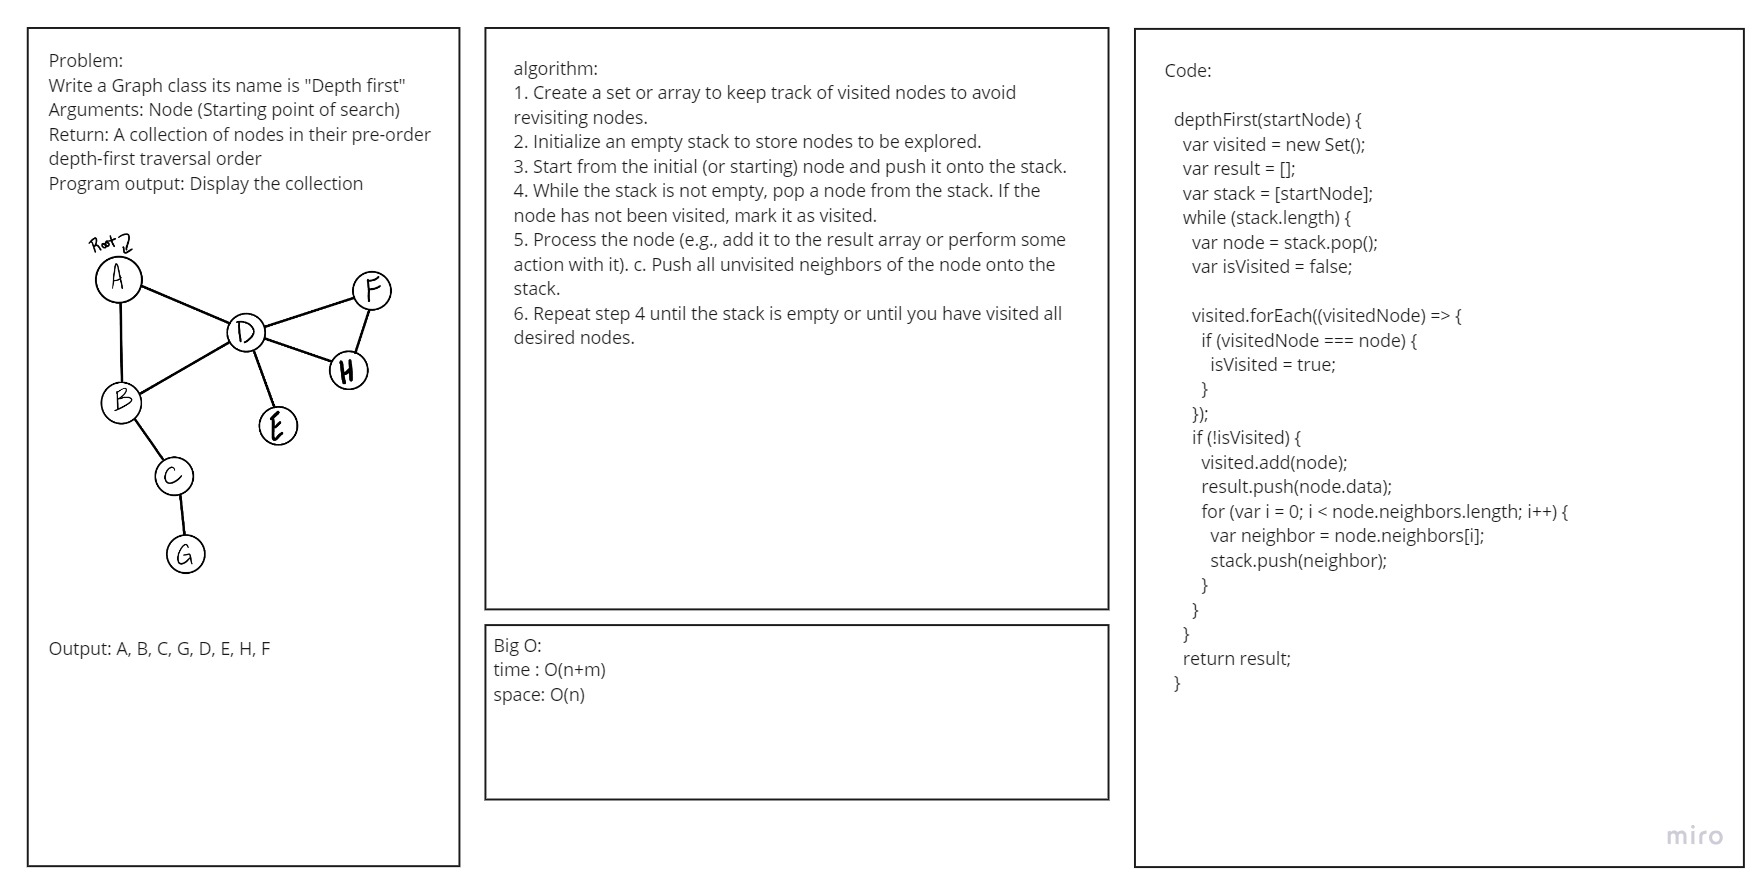 Problem:
Write a Graph class its name is "Depth first"
Arguments: Node (Starting point of search)
Return: A collection of nodes in their pre-order
depth-first traversal order
Program output: Display the collection
Root
A
F
D
H
B
E
C
G
Output: A, B, C, G, D, E, H, F
algorithm:
1. Create a set or array to keep track of visited nodes to avoid
revisiting nodes.
2. Initialize an empty stack to store nodes to be explored.
3. Start from the initial (or starting) node and push it onto the stack.
4. While the stack is not empty, pop a node from the stack. If the
node has not been visited, mark it as visited.
5. Process the node (e.g., add it to the result array or perform some
action with it). c. Push all unvisited neighbors of the node onto the
stack.
6. Repeat step 4 until the stack is empty or until you have visited all
desired nodes.
Big O:
time : O(n+m)
space: O(n)
Code:
depthFirst(startNode) {
var visited = new Set();
var result = [];
var stack = [startNode];
while (stack.length) {
var node = stack.pop();
var isVisited = false;
visited.forEach((visitedNode) => {
if (visitedNode === node) {
isVisited = true;
}
});
if (!isVisited) {
visited.add(node);
result.push(node.data);
for (var i = 0; i < node.neighbors.length; i++) {
var neighbor = node.neighbors[i];
stack.push(neighbor);
}
}
}
return result;
}
miro